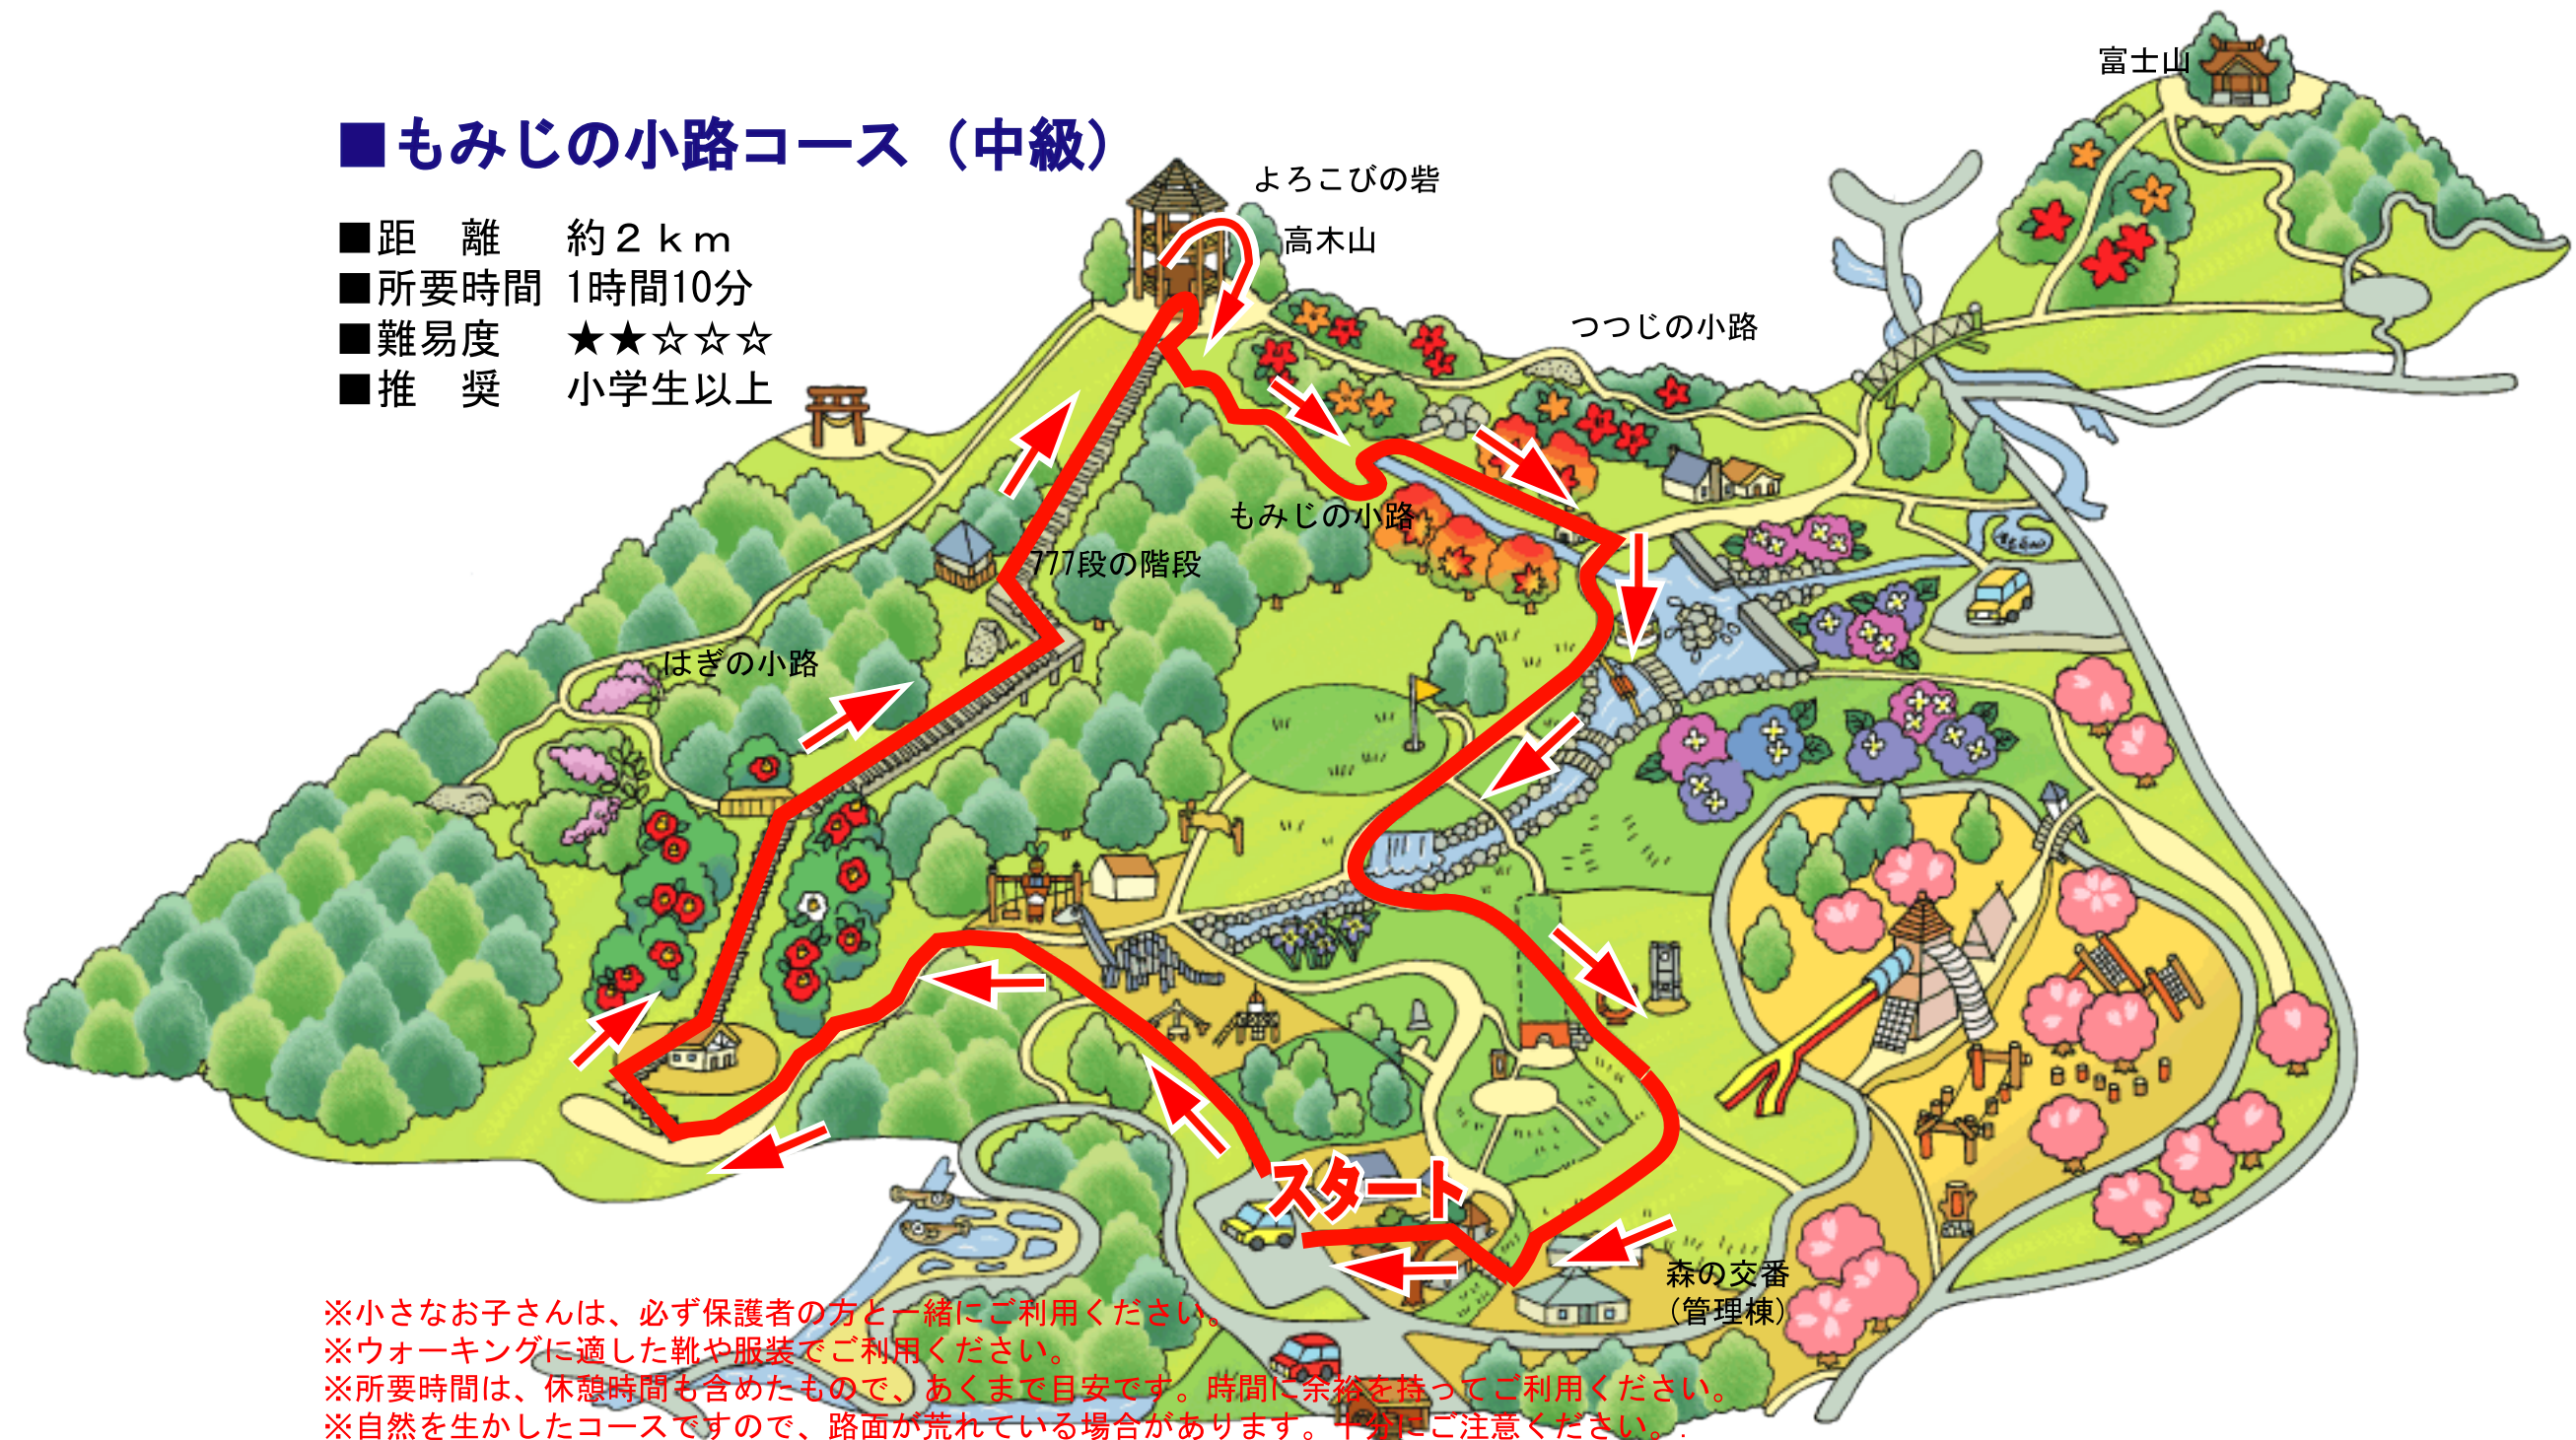 ■もみじの小路コース（中級）
■距　離　約２ｋｍ
■所要時間 1時間10分
■難易度　★★☆☆☆
■推　奨　小学生以上
富士山
よろこびの砦
高木山
つつじの小路
もみじの小路
777段の階段
はぎの小路
スタート
森の交番
（管理棟）
※小さなお子さんは、必ず保護者の方と一緒にご利用ください。
※ウォーキングに適した靴や服装でご利用ください。
※所要時間は、休憩時間も含めたもので、あくまで目安です。時間に余裕を持ってご利用ください。
※自然を生かしたコースですので、路面が荒れている場合があります。十分にご注意ください。.